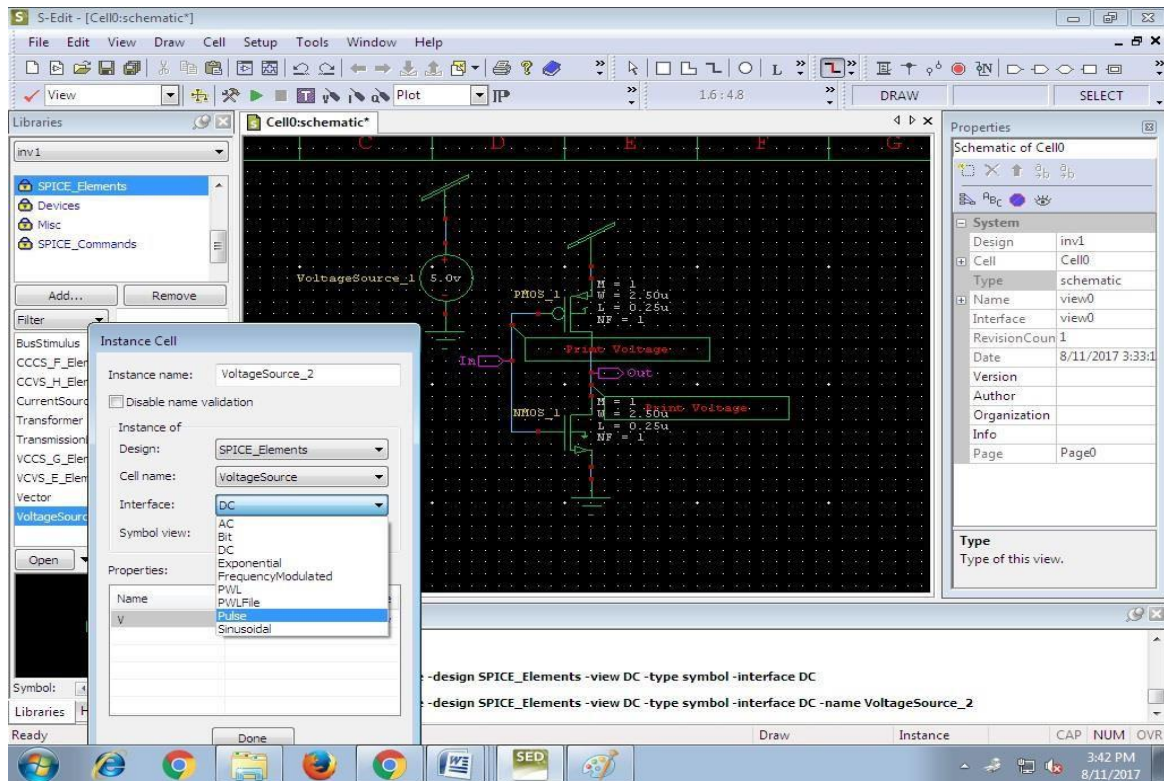 S-Edit - [Cell0:schematic*]
File Edit View Draw Cell Setup Tools Window Help
View Plot 1.6 : 4.8 DRAW SELECT
Libraries
inv1
SPICE_Elements
Devices
Misc
SPICE_Commands
Add... Remove
Filter
BusStimulus
CCCS_F_Elem
CCVS_H_Elem
CurrentSourc
Transformer
Transmission
VCCS_G_Elem
VCVS_E_Elem
Vector
VoltageSourc
Open
Symbol:
Libraries
Instance Cell
Instance name: VoltageSource_2
Disable name validation
Instance of
Design: SPICE_Elements
Cell name: VoltageSource
Interface: DC
Symbol view:
AC
Bit
DC
Exponential
FrequencyModulated
PWL
PWLFile
Pulse
Sinusoidal
Properties:
Name
V
Done
Cell0:schematic*
C D E F G
VoltageSource_1 5.0v
PMOS_1
M = 1
W = 2.50u
L = 0.25u
NF = 1
Print Voltage
In
Out
Print Voltage
NMOS_1
M = 1
W = 2.50u
L = 0.25u
NF = 1
Properties
Schematic of Cell0
System
Design inv1
Cell Cell0
Type schematic
Name view0
Interface view0
RevisionCoun 1
Date 8/11/2017 3:33:1
Version
Author
Organization
Info
Page Page0
Type
Type of this view.
-design SPICE_Elements -view DC -type symbol -interface DC
-design SPICE_Elements -view DC -type symbol -interface DC -name VoltageSource_2
Ready Draw Instance CAP NUM OVR
SED
3:42 PM
8/11/2017